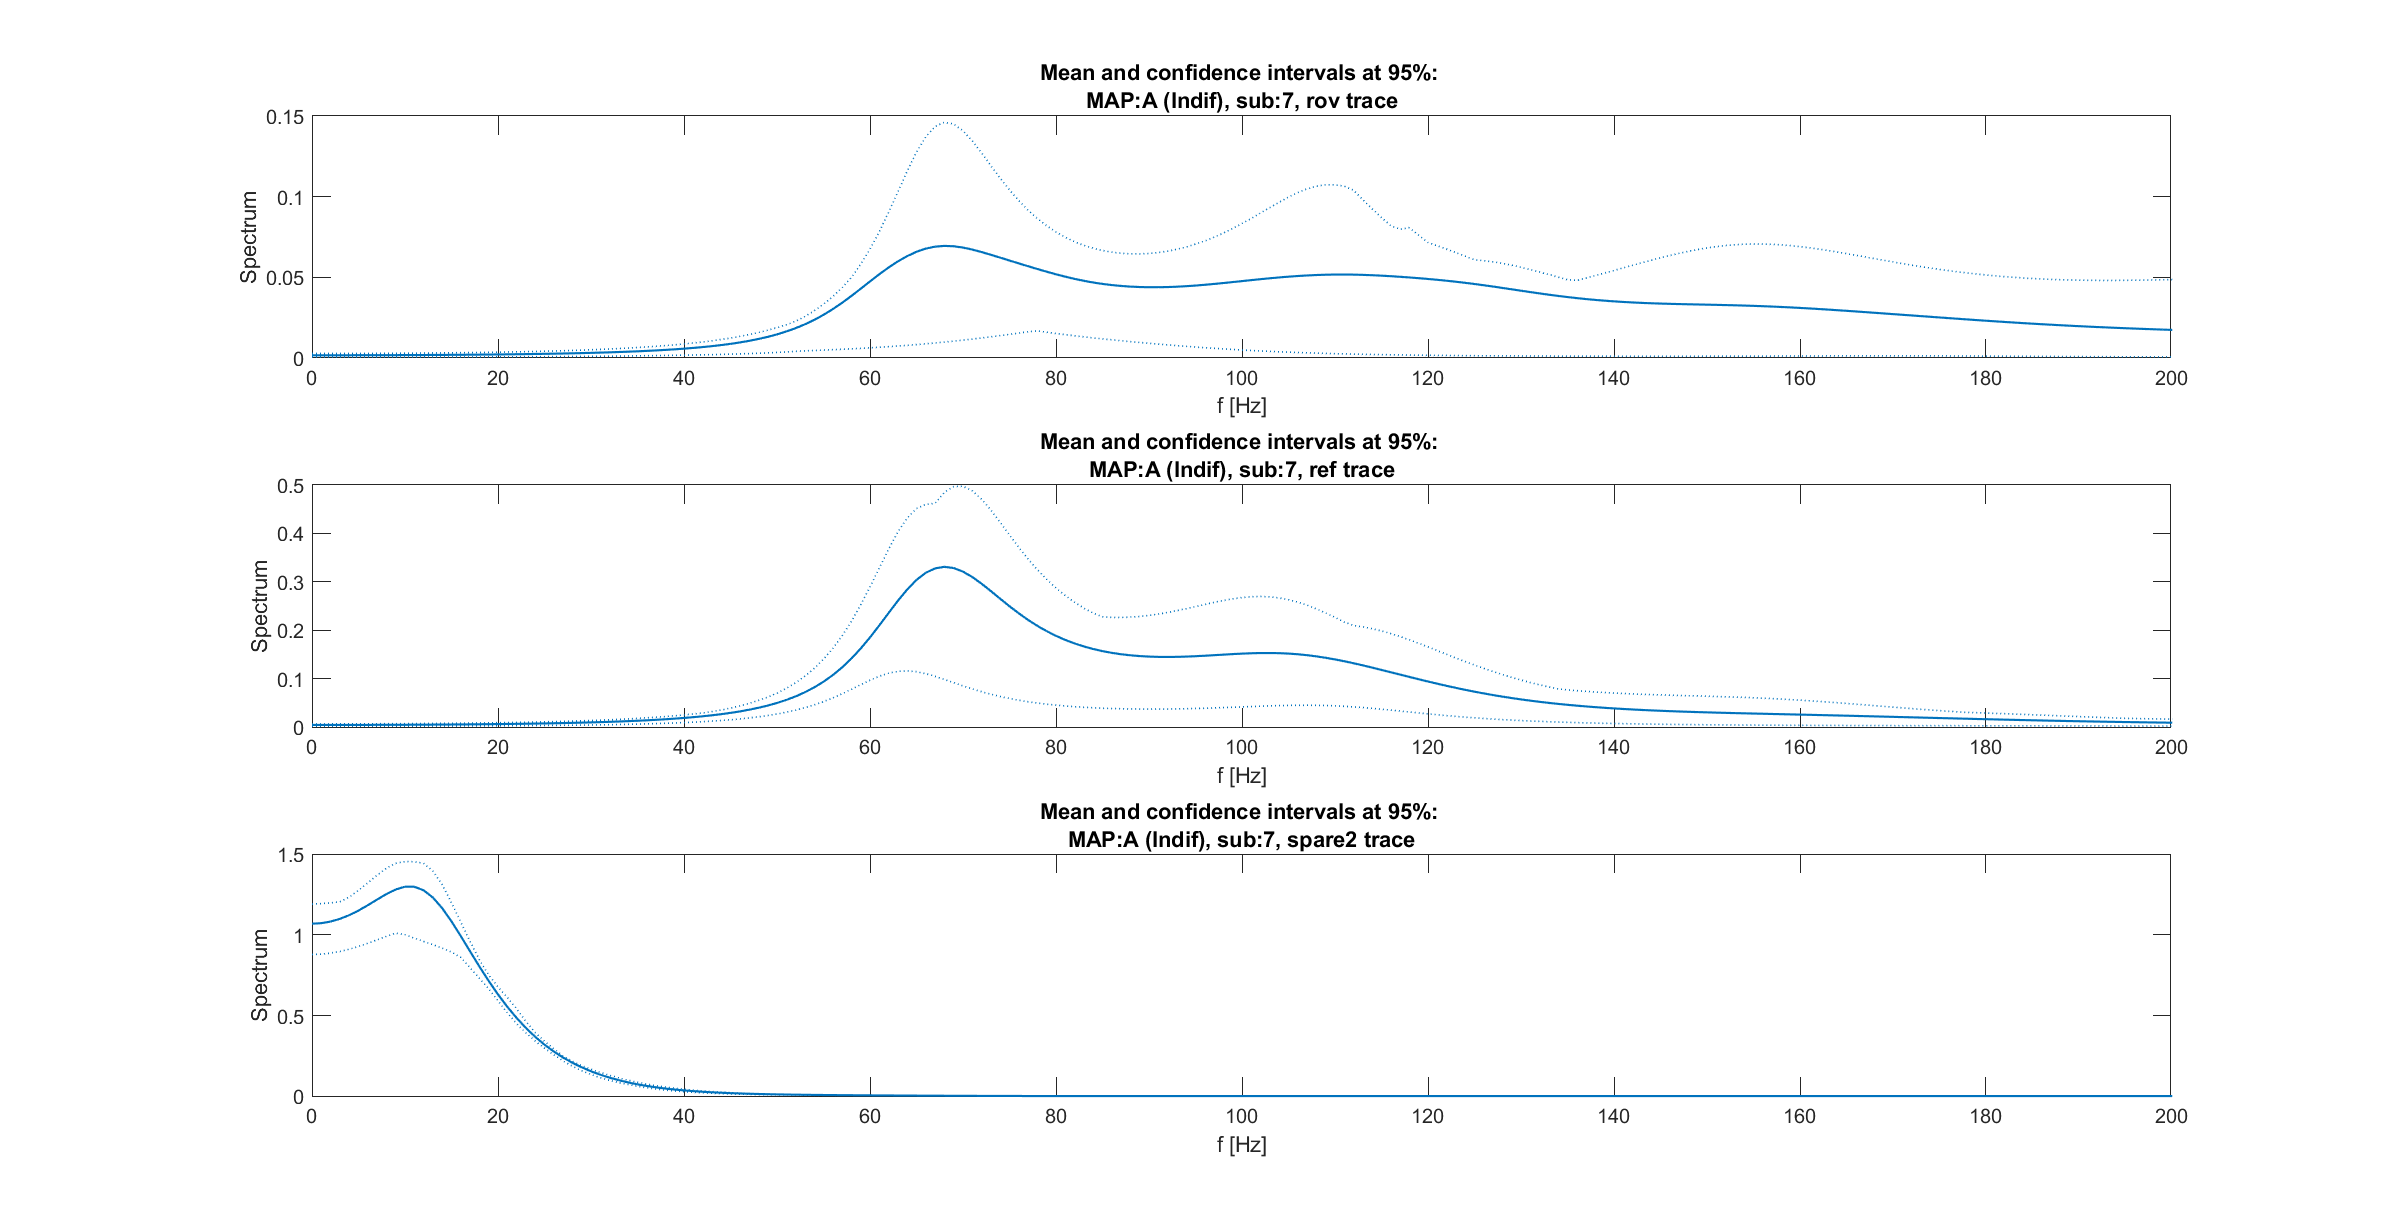 Mean and confidence intervals at 95%:
MAP:A (Indif), sub:7, rov trace
Spectrum
0.15
0.1
0.05
0
0 20 40 60 80 100 120 140 160 180 200
f [Hz]
Mean and confidence intervals at 95%:
MAP:A (Indif), sub:7, ref trace
Spectrum
0.5
0.4
0.3
0.2
0.1
0
0 20 40 60 80 100 120 140 160 180 200
f [Hz]
Mean and confidence intervals at 95%:
MAP:A (Indif), sub:7, spare2 trace
Spectrum
1.5
1
0.5
0
0 20 40 60 80 100 120 140 160 180 200
f [Hz]